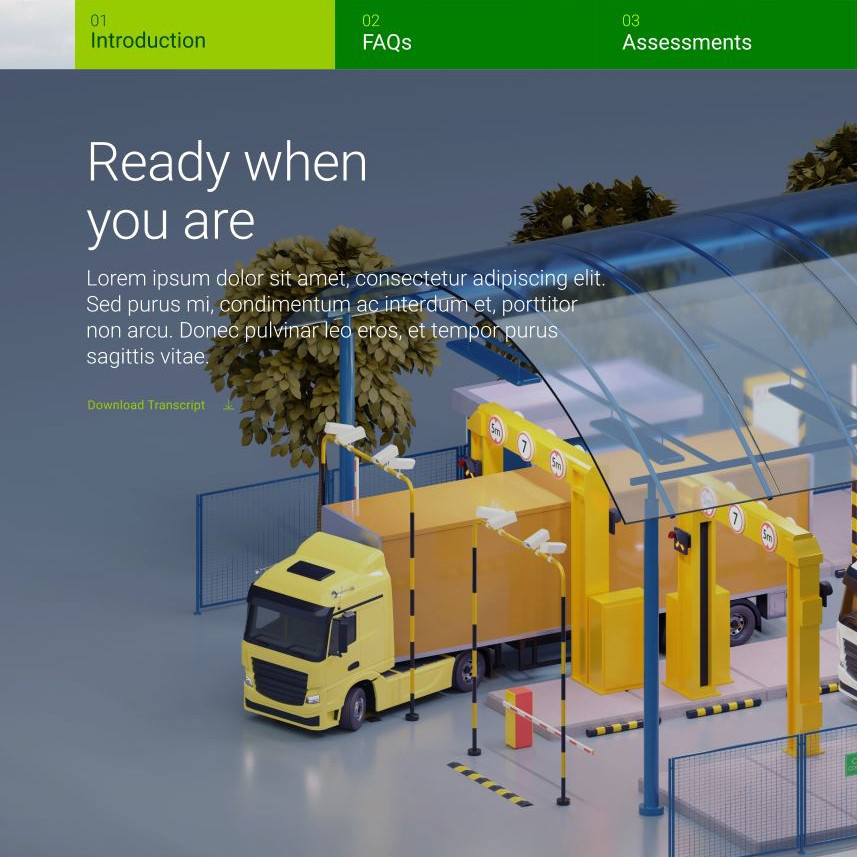 01
Introduction
02
FAQs
03
Assessments
Ready when
you are
Lorem ipsum dolor sit amet, consectetur adipiscing elit.
Sed purus mi, condimentum ac interdum et, porttitor
non arcu. Donec pulvinar leo eros, et tempor purus
sagittis vitae.
Download Transcript
5m
7
5m
7
5m